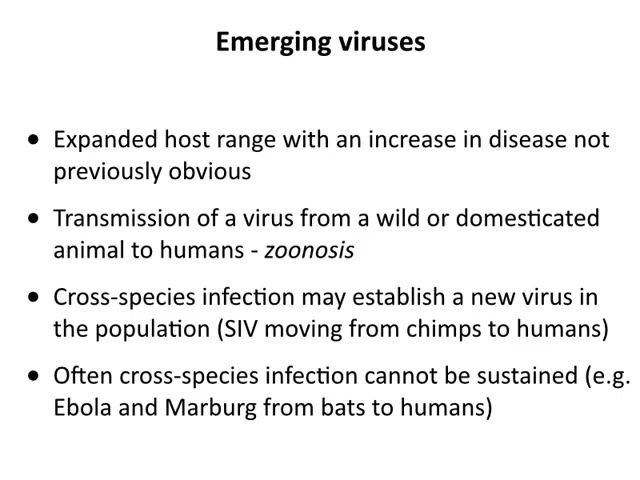 Emerging viruses
• Expanded host range with an increase in disease not
previously obvious
• Transmission of a virus from a wild or domesticated
animal to humans - zoonosis
• Cross-species infection may establish a new virus in
the population (SIV moving from chimps to humans)
• Often cross-species infection cannot be sustained (e.g.
Ebola and Marburg from bats to humans)